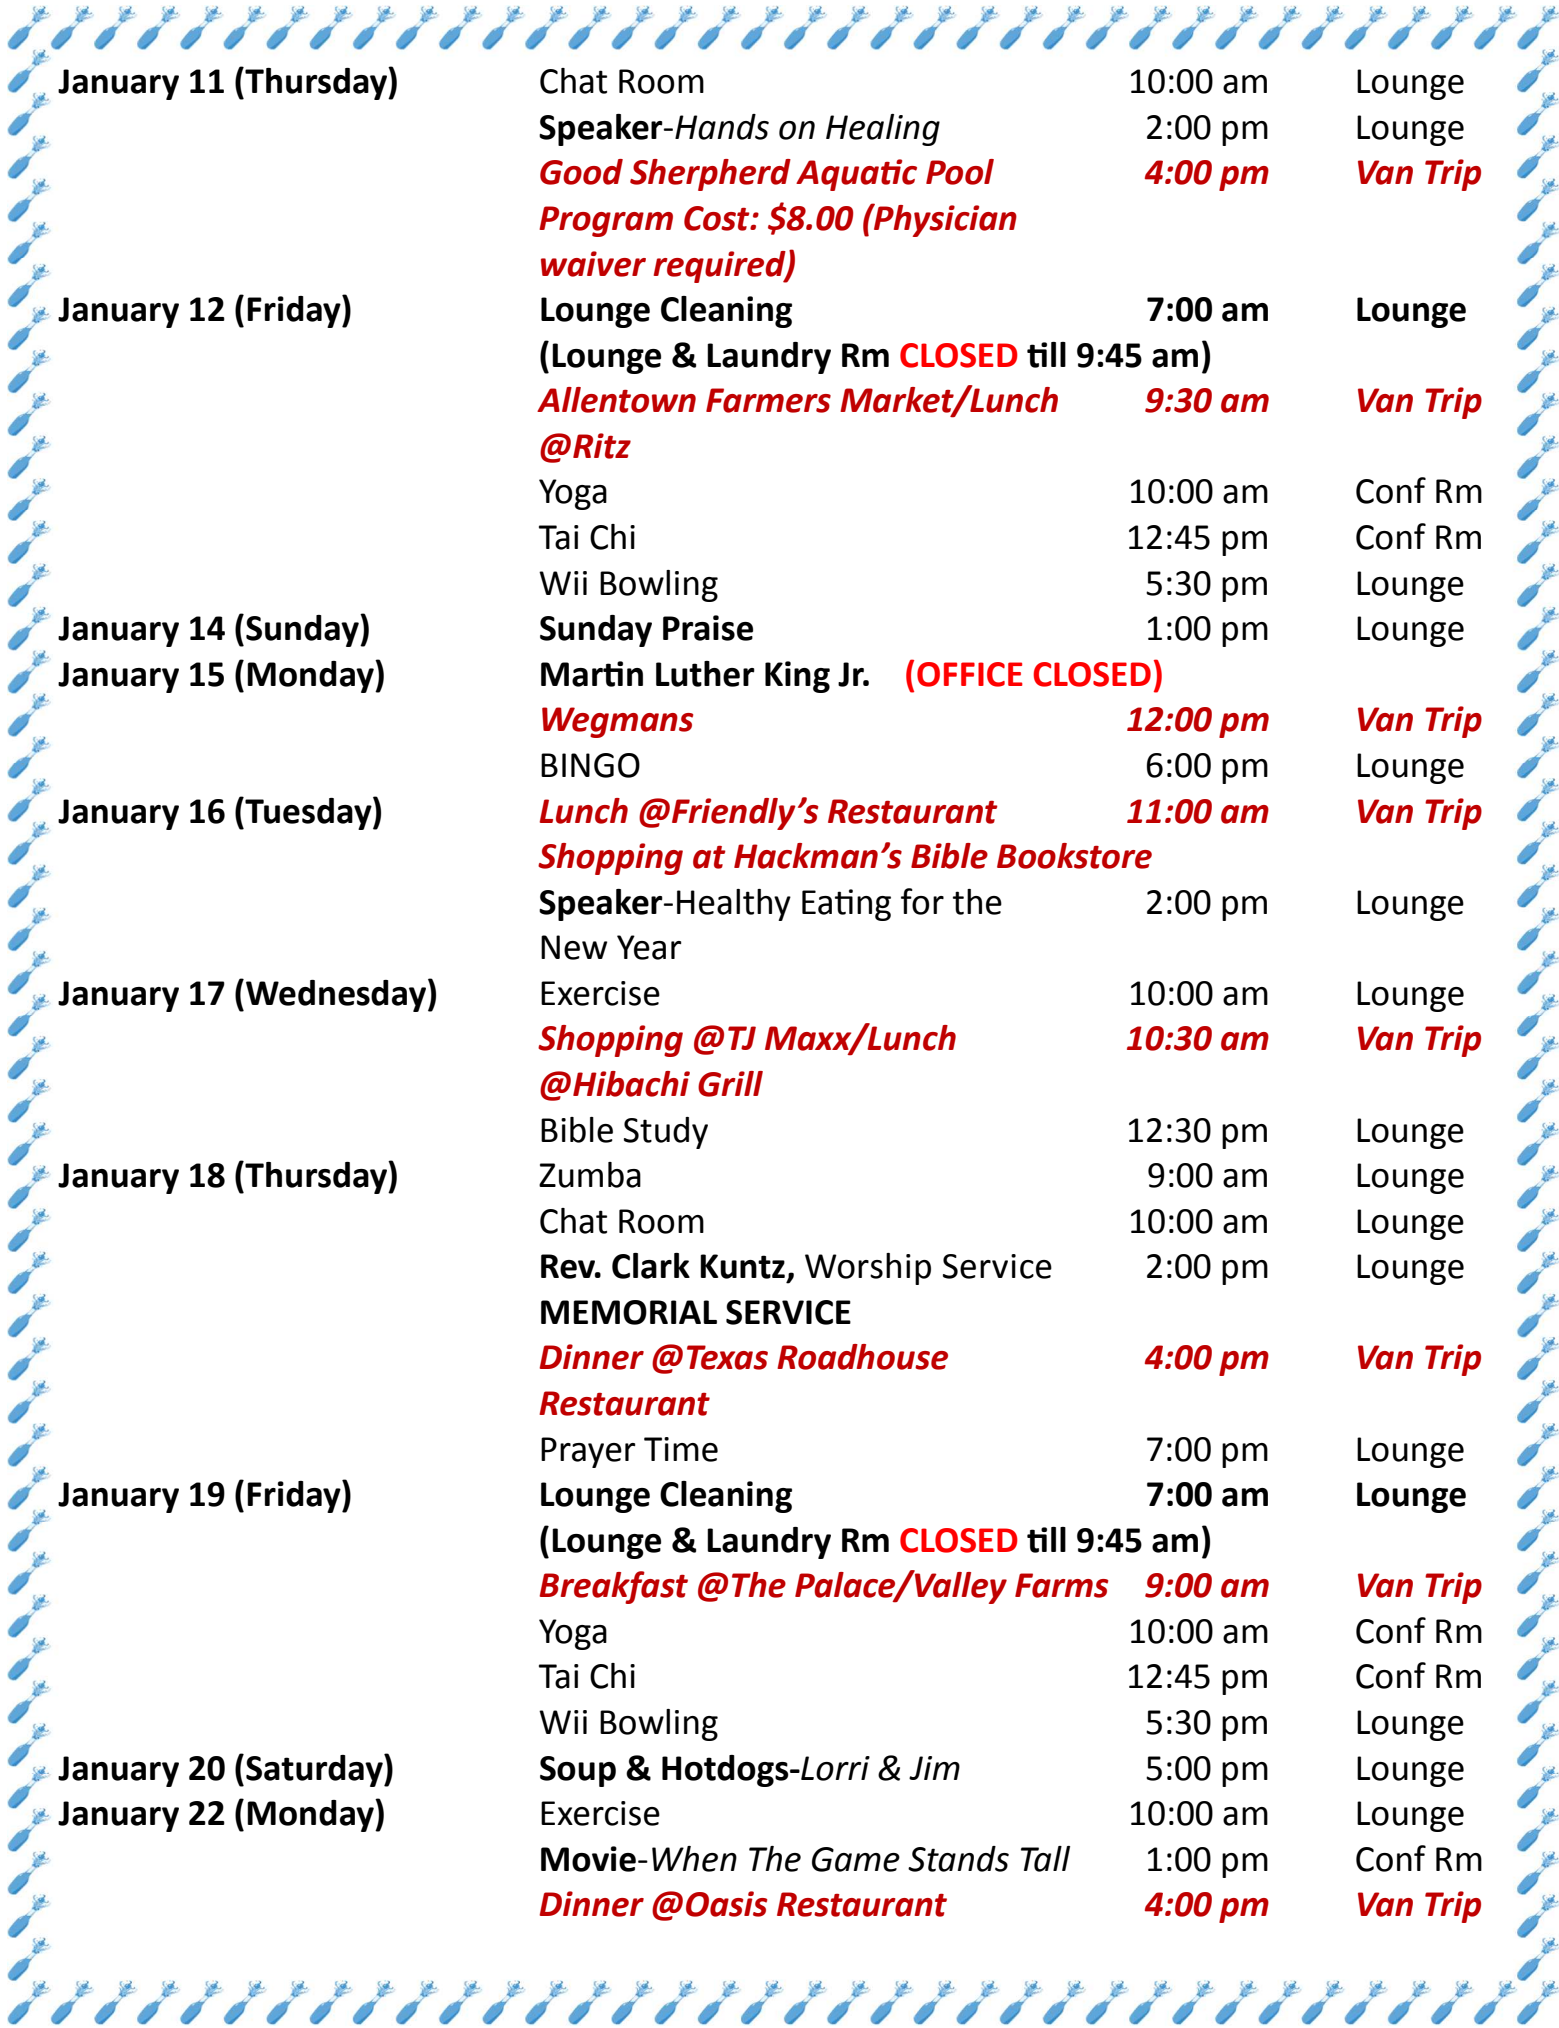 January 11 (Thursday) Chat Room 10:00 am Lounge
Speaker-Hands on Healing 2:00 pm Lounge
Good Sherpherd Aquatic Pool 4:00 pm Van Trip
Program Cost: $8.00 (Physician
waiver required)
January 12 (Friday) Lounge Cleaning 7:00 am Lounge
(Lounge & Laundry Rm CLOSED till 9:45 am)
Allentown Farmers Market/Lunch 9:30 am Van Trip
@Ritz
Yoga 10:00 am Conf Rm
Tai Chi 12:45 pm Conf Rm
Wii Bowling 5:30 pm Lounge
January 14 (Sunday) Sunday Praise 1:00 pm Lounge
January 15 (Monday) Martin Luther King Jr. (OFFICE CLOSED)
Wegmans 12:00 pm Van Trip
BINGO 6:00 pm Lounge
January 16 (Tuesday) Lunch @Friendly’s Restaurant 11:00 am Van Trip
Shopping at Hackman’s Bible Bookstore
Speaker-Healthy Eating for the 2:00 pm Lounge
New Year
January 17 (Wednesday) Exercise 10:00 am Lounge
Shopping @TJ Maxx/Lunch 10:30 am Van Trip
@Hibachi Grill
Bible Study 12:30 pm Lounge
January 18 (Thursday) Zumba 9:00 am Lounge
Chat Room 10:00 am Lounge
Rev. Clark Kuntz, Worship Service 2:00 pm Lounge
MEMORIAL SERVICE
Dinner @Texas Roadhouse 4:00 pm Van Trip
Restaurant
Prayer Time 7:00 pm Lounge
January 19 (Friday) Lounge Cleaning 7:00 am Lounge
(Lounge & Laundry Rm CLOSED till 9:45 am)
Breakfast @The Palace/Valley Farms 9:00 am Van Trip
Yoga 10:00 am Conf Rm
Tai Chi 12:45 pm Conf Rm
Wii Bowling 5:30 pm Lounge
January 20 (Saturday) Soup & Hotdogs-Lorri & Jim 5:00 pm Lounge
January 22 (Monday) Exercise 10:00 am Lounge
Movie-When The Game Stands Tall 1:00 pm Conf Rm
Dinner @Oasis Restaurant 4:00 pm Van Trip